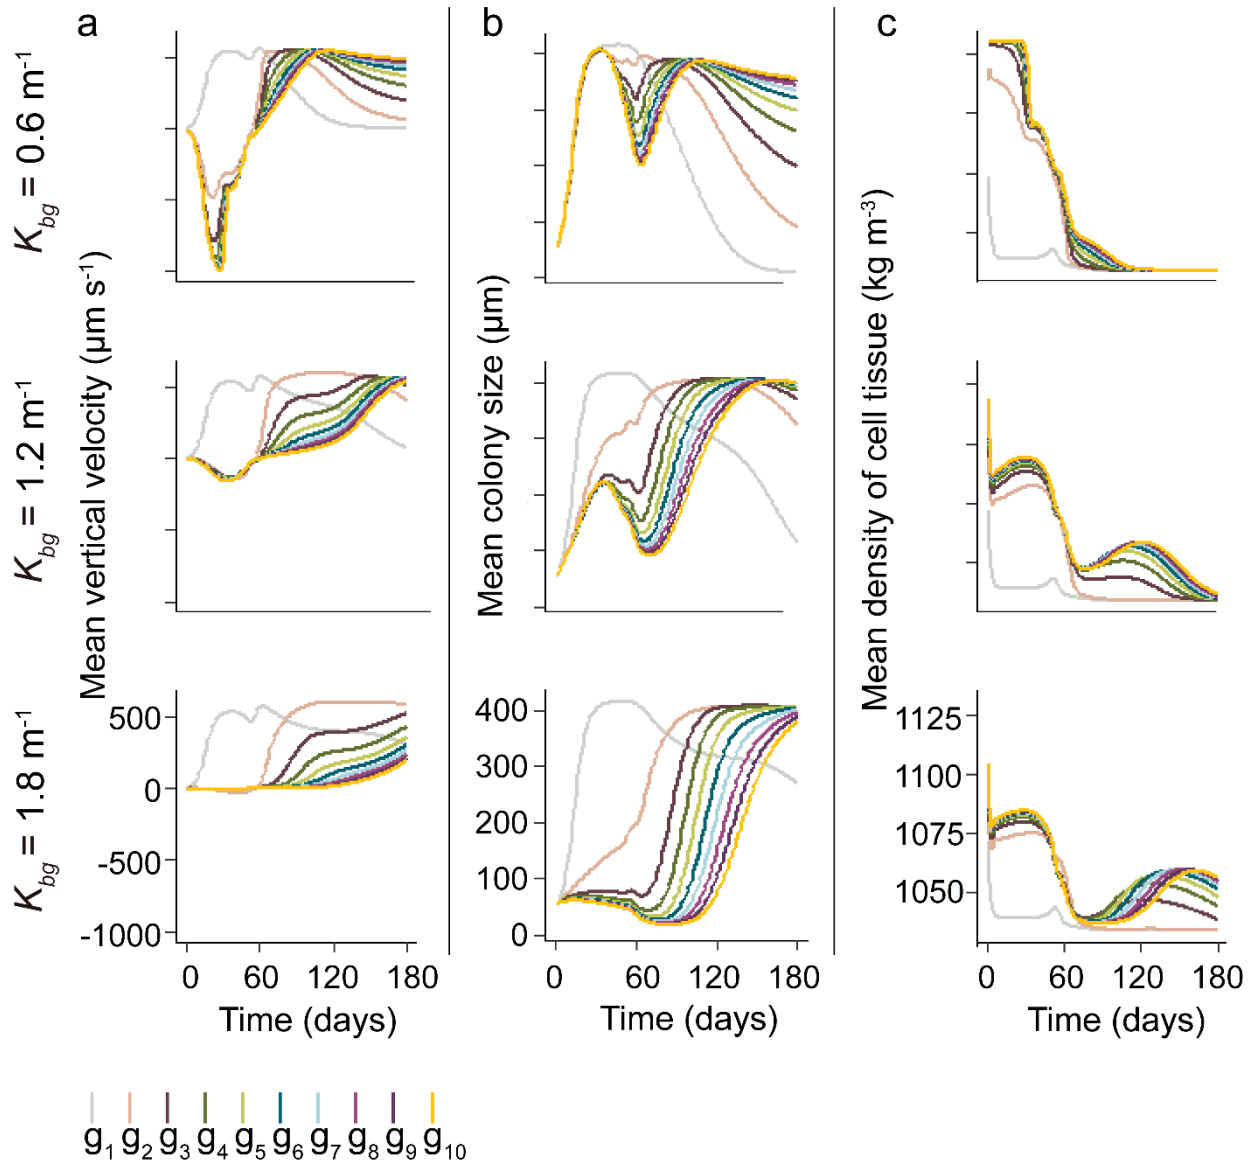 a
b
c
K_bg = 0.6 m⁻¹
K_bg = 1.2 m⁻¹
K_bg = 1.8 m⁻¹
Mean vertical velocity (μm s⁻¹)
500
0
-500
-1000
0 60 120 180
Time (days)
Mean colony size (μm)
400
300
200
100
0
0 60 120 180
Time (days)
Mean density of cell tissue (kg m⁻³)
1125
1100
1075
1050
0 60 120 180
Time (days)
g₁ g₂ g₃ g₄ g₅ g₆ g₇ g₈ g₉ g₁₀